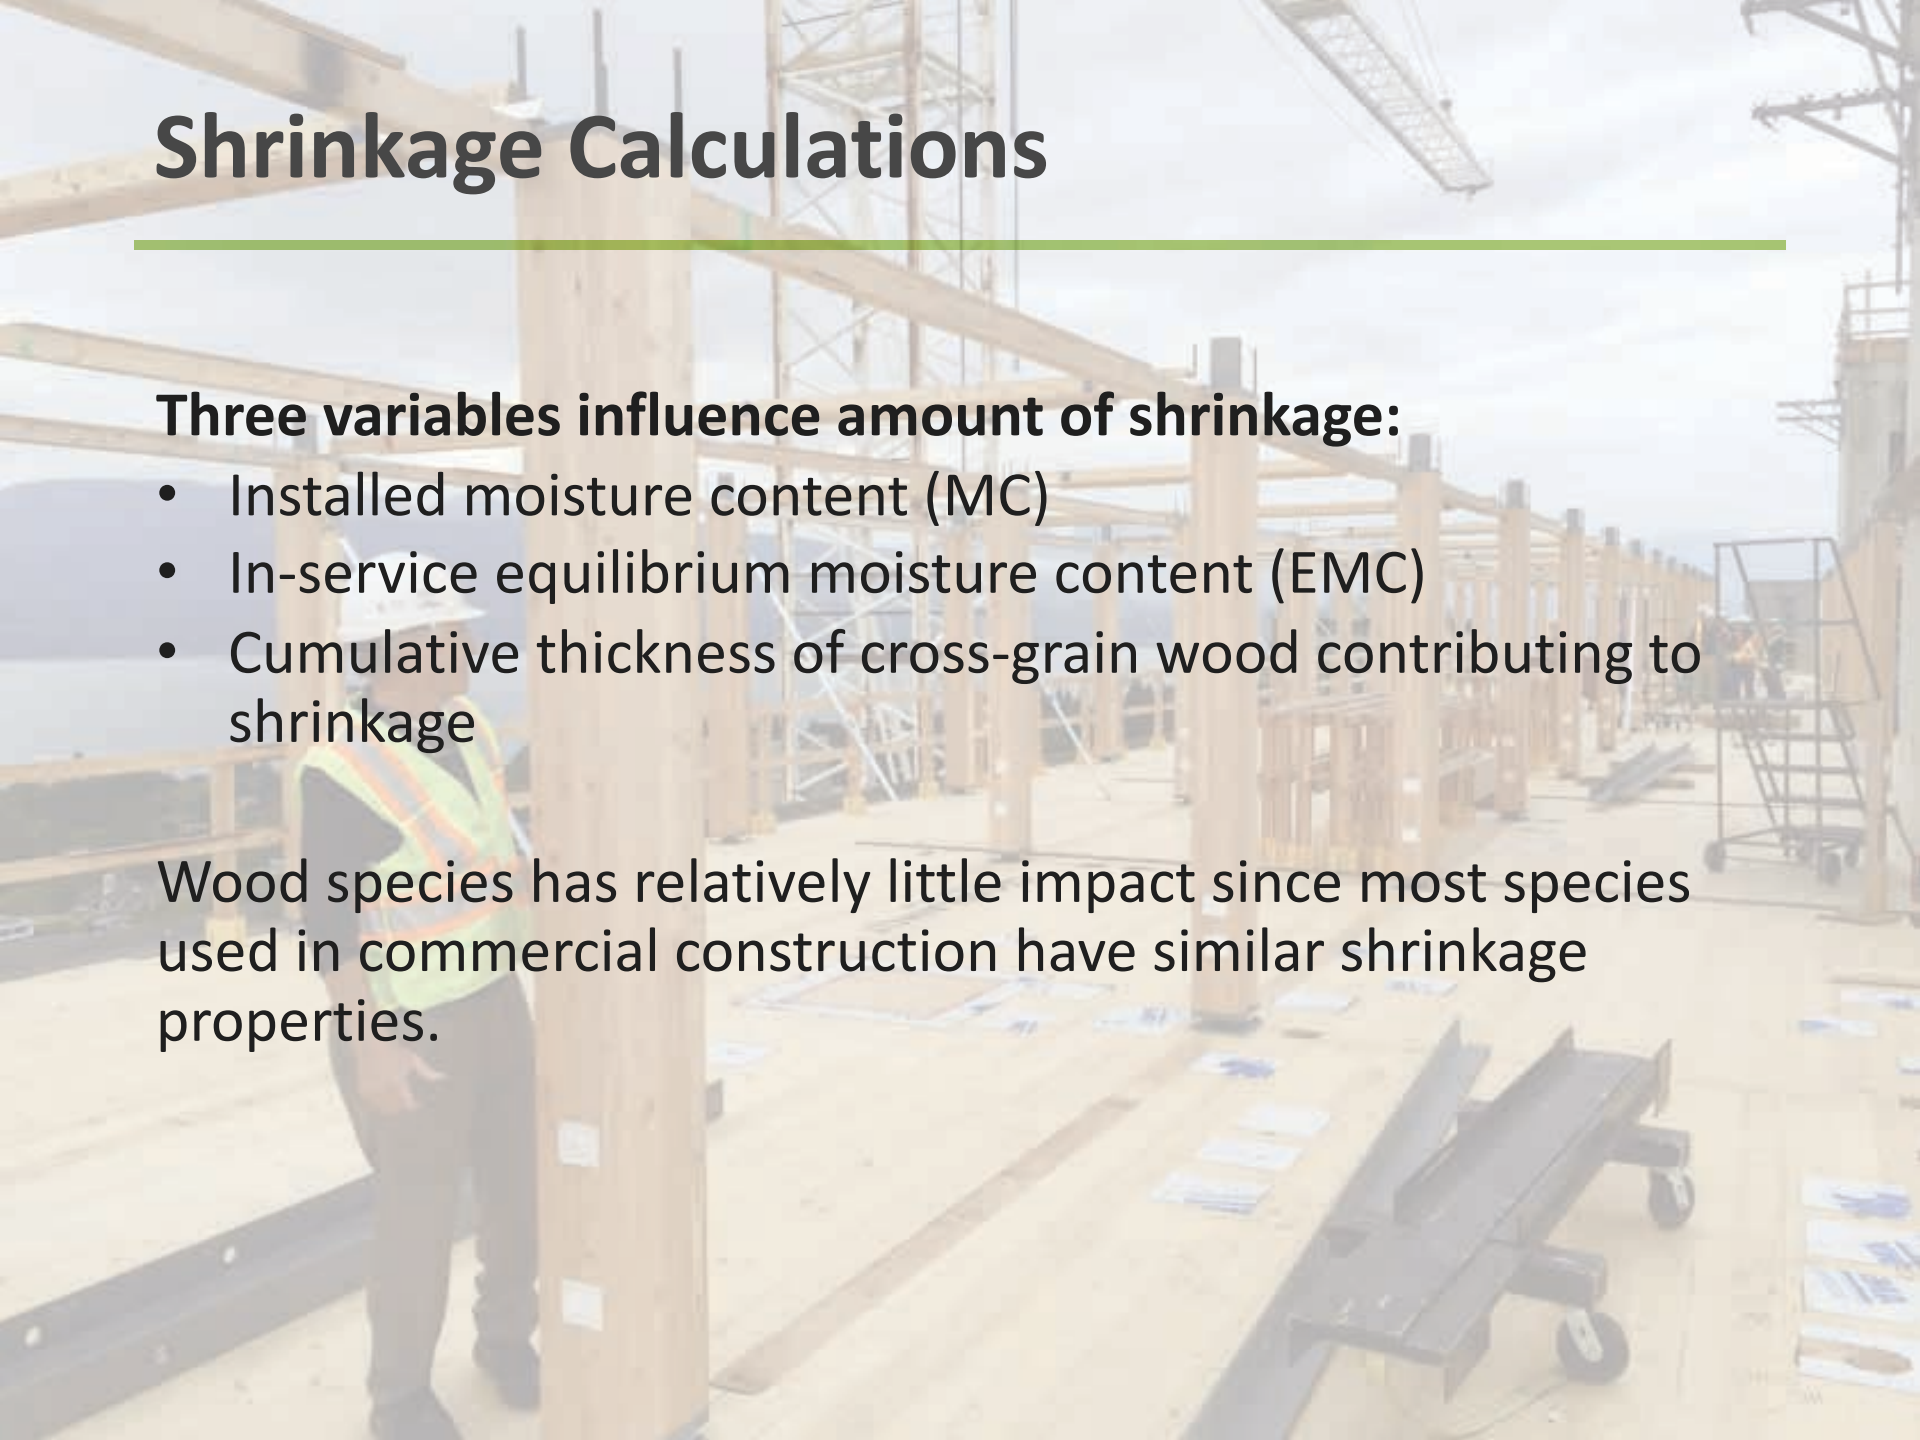 Shrinkage Calculations
Three variables influence amount of shrinkage:
• Installed moisture content (MC)
• In-service equilibrium moisture content (EMC)
• Cumulative thickness of cross-grain wood contributing to
shrinkage
Wood species has relatively little impact since most species
used in commercial construction have similar shrinkage
properties.